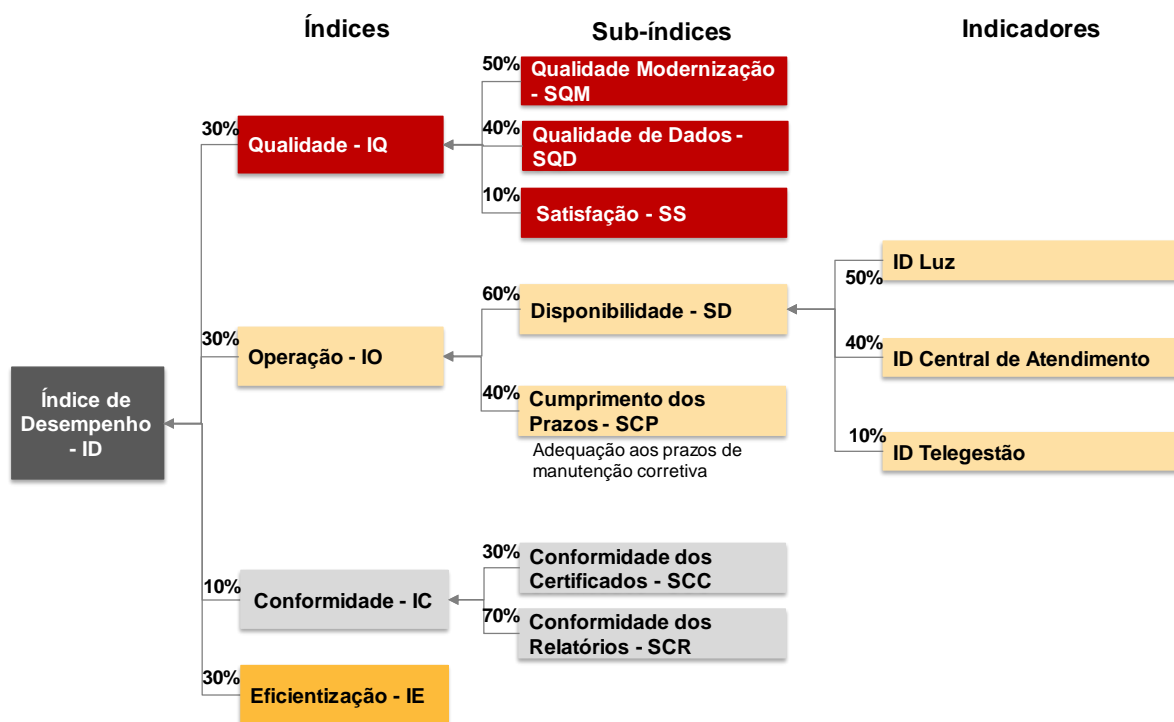 Índices
Sub-índices
Indicadores
50%
Qualidade Modernização
- SQM
30%
Qualidade - IQ
40%
Qualidade de Dados -
SQD
10%
Satisfação - SS
ID Luz
50%
60%
Disponibilidade - SD
30%
Operação - IO
40%
ID Central de Atendimento
Índice de
Desempenho
- ID
40%
Cumprimento dos
Prazos - SCP
Adequação aos prazos de
manutenção corretiva
10%
ID Telegestão
30%
Conformidade dos
Certificados - SCC
10%
Conformidade - IC
70%
Conformidade dos
Relatórios - SCR
30%
Eficientização - IE